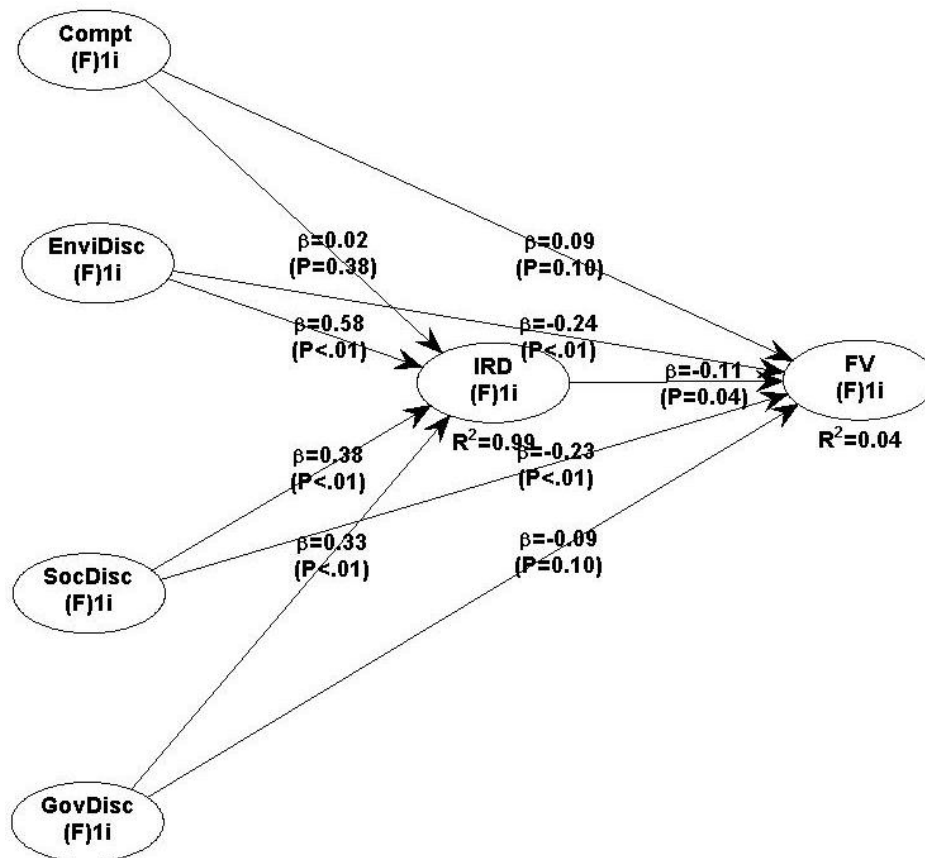 Compt
(F)1i
EnviDisc
(F)1i
β=0.02
(P=0.38)
β=0.09
(P=0.10)
β=0.58
(P<.01)
β=-0.24
(P<.01)
IRD
(F)1i
R²=0.99
β=-0.11
(P=0.04)
FV
(F)1i
R²=0.04
β=0.38
(P<.01)
β=-0.23
(P<.01)
SocDisc
(F)1i
β=0.33
(P<.01)
β=-0.09
(P=0.10)
GovDisc
(F)1i